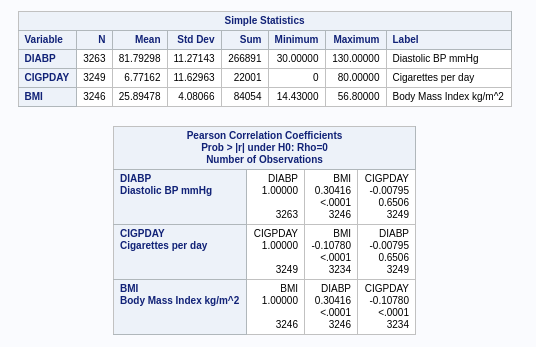 Simple Statistics
Variable N Mean Std Dev Sum Minimum Maximum Label
DIABP 3263 81.79298 11.27143 266891 30.00000 130.00000 Diastolic BP mmHg
CIGPDAY 3249 6.77162 11.62963 22001 0 80.00000 Cigarettes per day
BMI 3246 25.89478 4.08066 84054 14.43000 56.80000 Body Mass Index kg/m^2
Pearson Correlation Coefficients
Prob > |r| under H0: Rho=0
Number of Observations
DIABP DIABP BMI CIGPDAY
Diastolic BP mmHg 1.00000 0.30416 -0.00795
<.0001 0.6506
3263 3246 3249
CIGPDAY CIGPDAY BMI DIABP
Cigarettes per day 1.00000 -0.10780 -0.00795
<.0001 0.6506
3249 3234 3249
BMI BMI DIABP CIGPDAY
Body Mass Index kg/m^2 1.00000 0.30416 -0.10780
<.0001 <.0001
3246 3246 3234